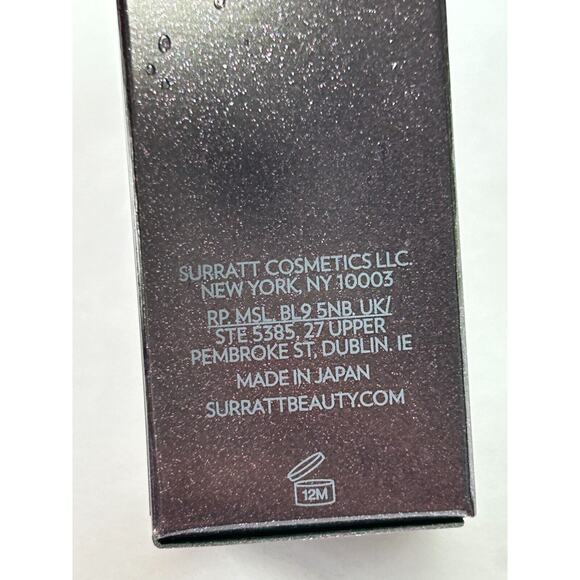 SURRATT COSMETICS LLC.
NEW YORK, NY 10003
RP. MSL, BL9 5NB, UK/
STE 5385, 27 UPPER
PEMBROKE ST, DUBLIN. IE
MADE IN JAPAN
SURRATTBEAUTY.COM
12M